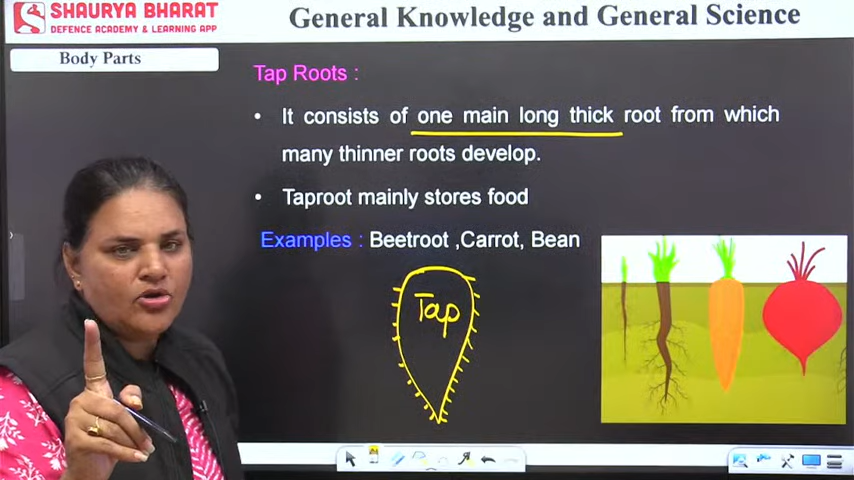 SHAURYA BHARAT
DEFENCE ACADEMY & LEARNING APP
General Knowledge and General Science
Body Parts
Tap Roots :
• It consists of one main long thick root from which
many thinner roots develop.
• Taproot mainly stores food
Examples : Beetroot ,Carrot, Bean
Tap